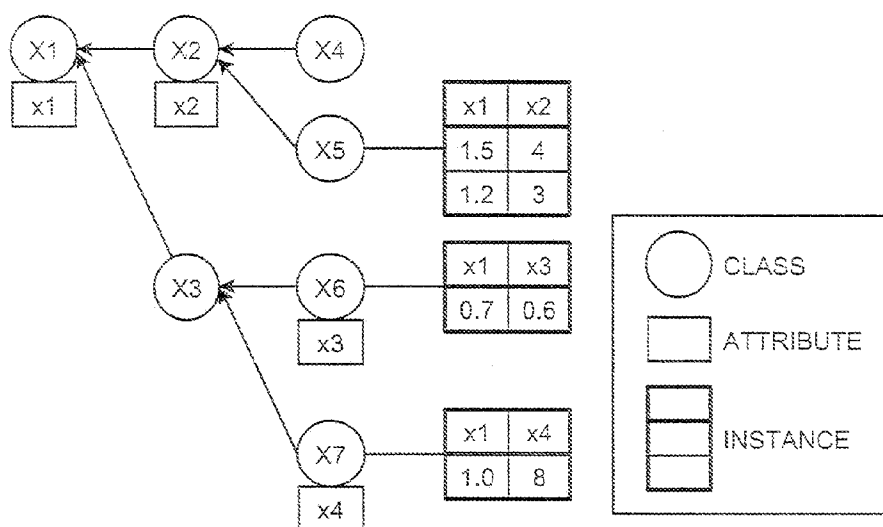 X1
X2
X4
x1
x2
X5
x1 x2
1.5 4
1.2 3
X3
X6
x3
x1 x3
0.7 0.6
X7
x4
x1 x4
1.0 8
CLASS
ATTRIBUTE
INSTANCE